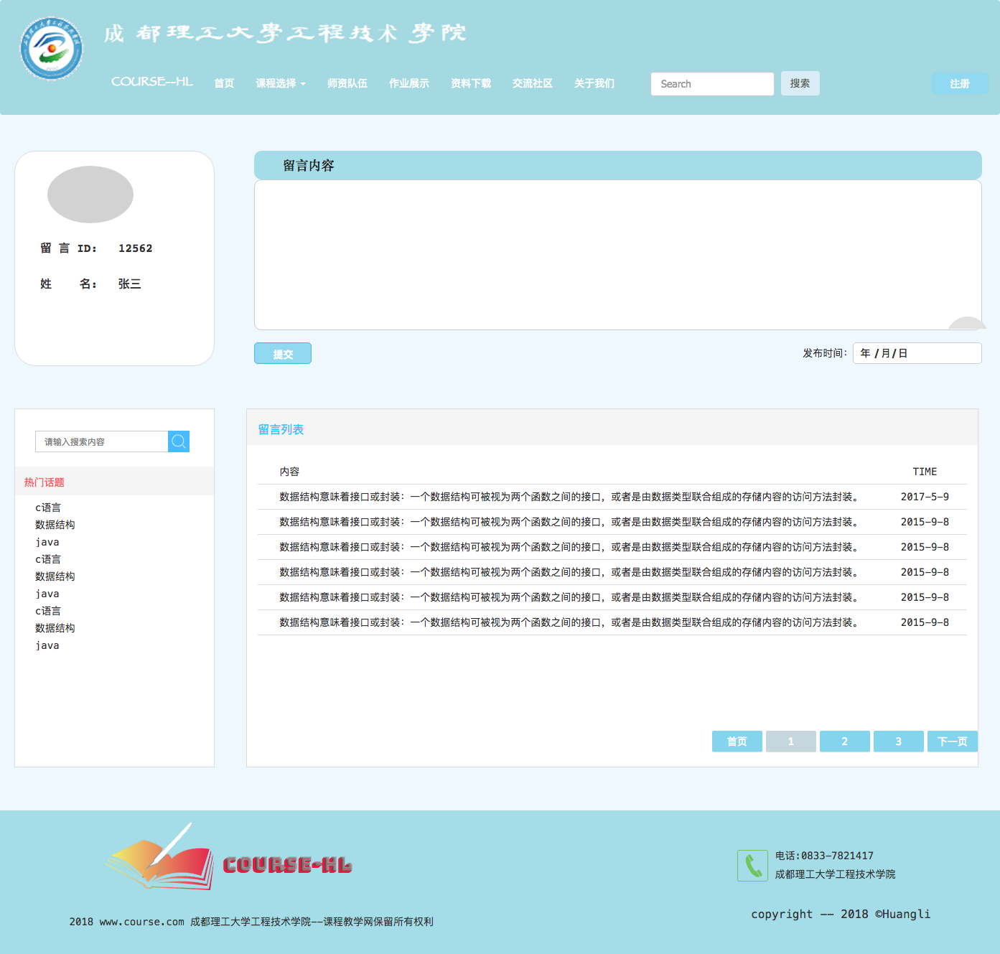 成都理工大學工程技术學院
COURSE--HL 首页 课程选择 师资队伍 作业展示 资料下载 交流社区 关于我们 Search 搜索 注册
留言内容
留 言 ID: 12562
姓 名: 张三
提交 发布时间: 年 /月/日
请输入搜索内容
热门话题
c语言
数据结构
java
c语言
数据结构
java
c语言
数据结构
java
留言列表
内容 TIME
数据结构意味着接口或封装：一个数据结构可被视为两个函数之间的接口，或者是由数据类型联合组成的存储内容的访问方法封装。 2017-5-9
数据结构意味着接口或封装：一个数据结构可被视为两个函数之间的接口，或者是由数据类型联合组成的存储内容的访问方法封装。 2015-9-8
数据结构意味着接口或封装：一个数据结构可被视为两个函数之间的接口，或者是由数据类型联合组成的存储内容的访问方法封装。 2015-9-8
数据结构意味着接口或封装：一个数据结构可被视为两个函数之间的接口，或者是由数据类型联合组成的存储内容的访问方法封装。 2015-9-8
数据结构意味着接口或封装：一个数据结构可被视为两个函数之间的接口，或者是由数据类型联合组成的存储内容的访问方法封装。 2015-9-8
数据结构意味着接口或封装：一个数据结构可被视为两个函数之间的接口，或者是由数据类型联合组成的存储内容的访问方法封装。 2015-9-8
首页 1 2 3 下一页
COURSE-HL
电话:0833-7821417
成都理工大学工程技术学院
2018 www.course.com 成都理工大学工程技术学院--课程教学网保留所有权利
copyright -- 2018 ©Huangli